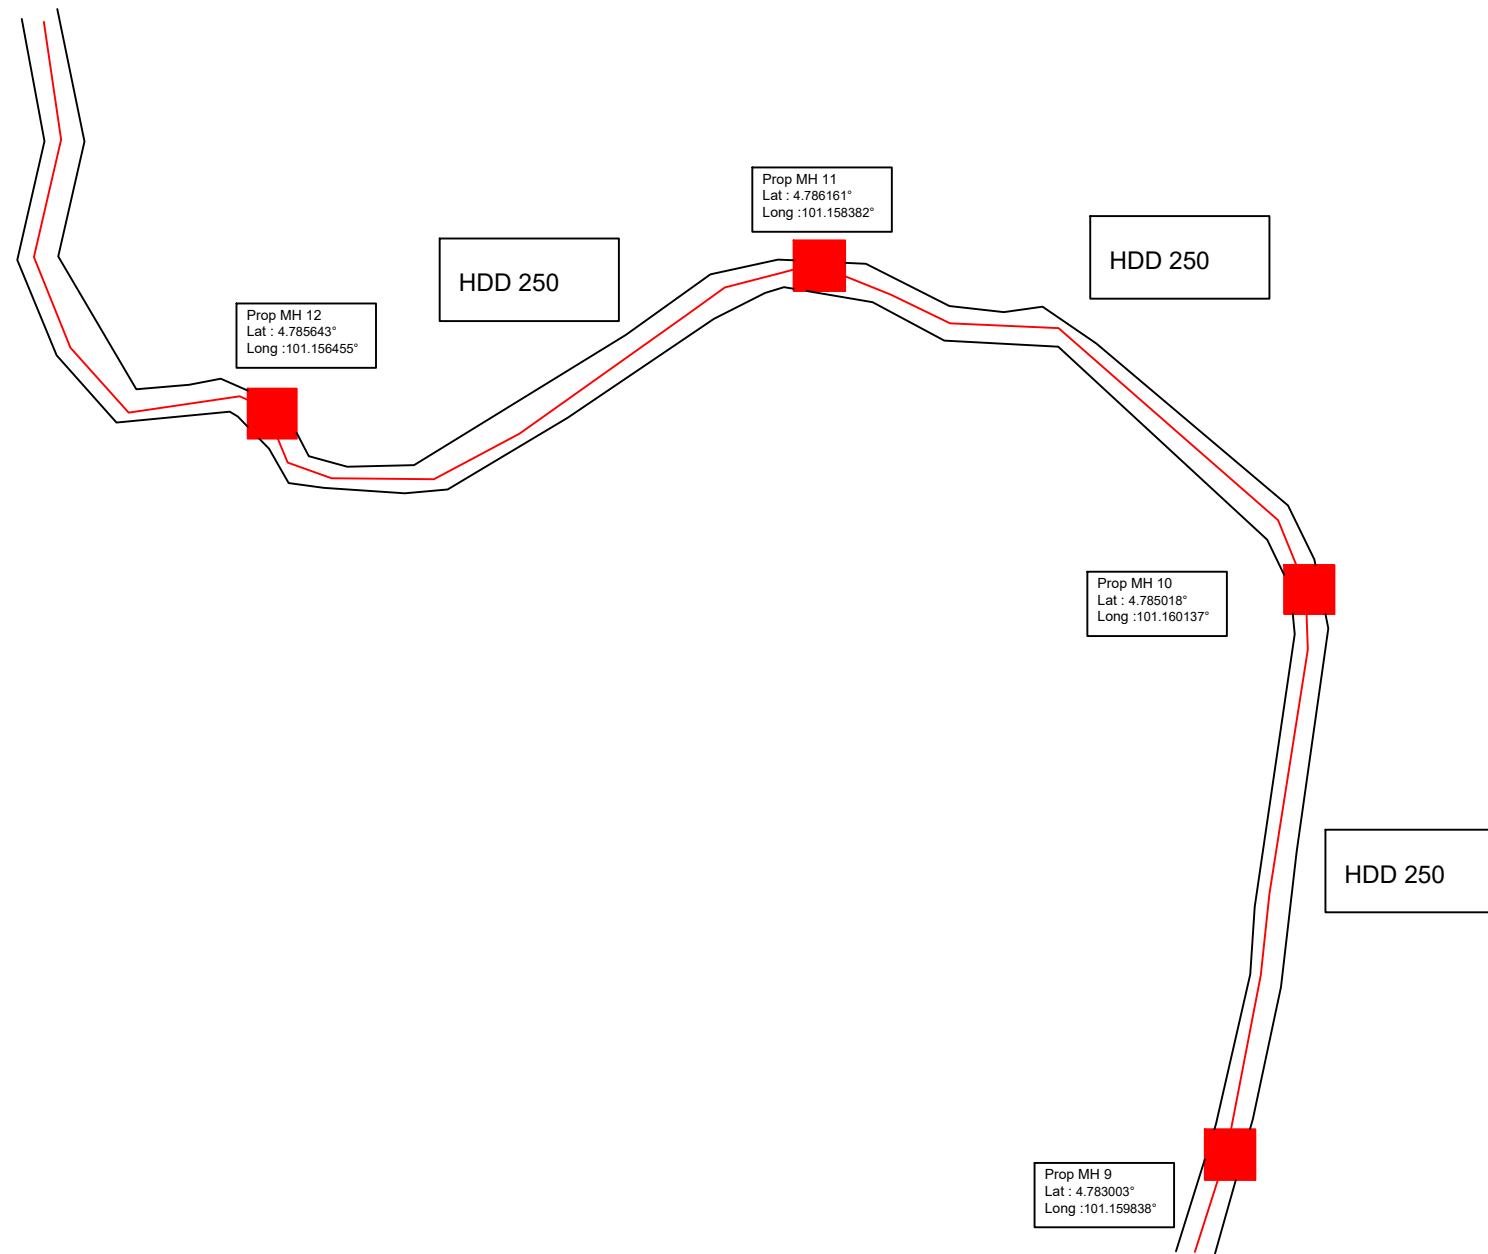 Prop MH 11
Lat : 4.786161°
Long :101.158382°
HDD 250
HDD 250
Prop MH 12
Lat : 4.785643°
Long :101.156455°
Prop MH 10
Lat : 4.785018°
Long :101.160137°
HDD 250
Prop MH 9
Lat : 4.783003°
Long :101.159838°